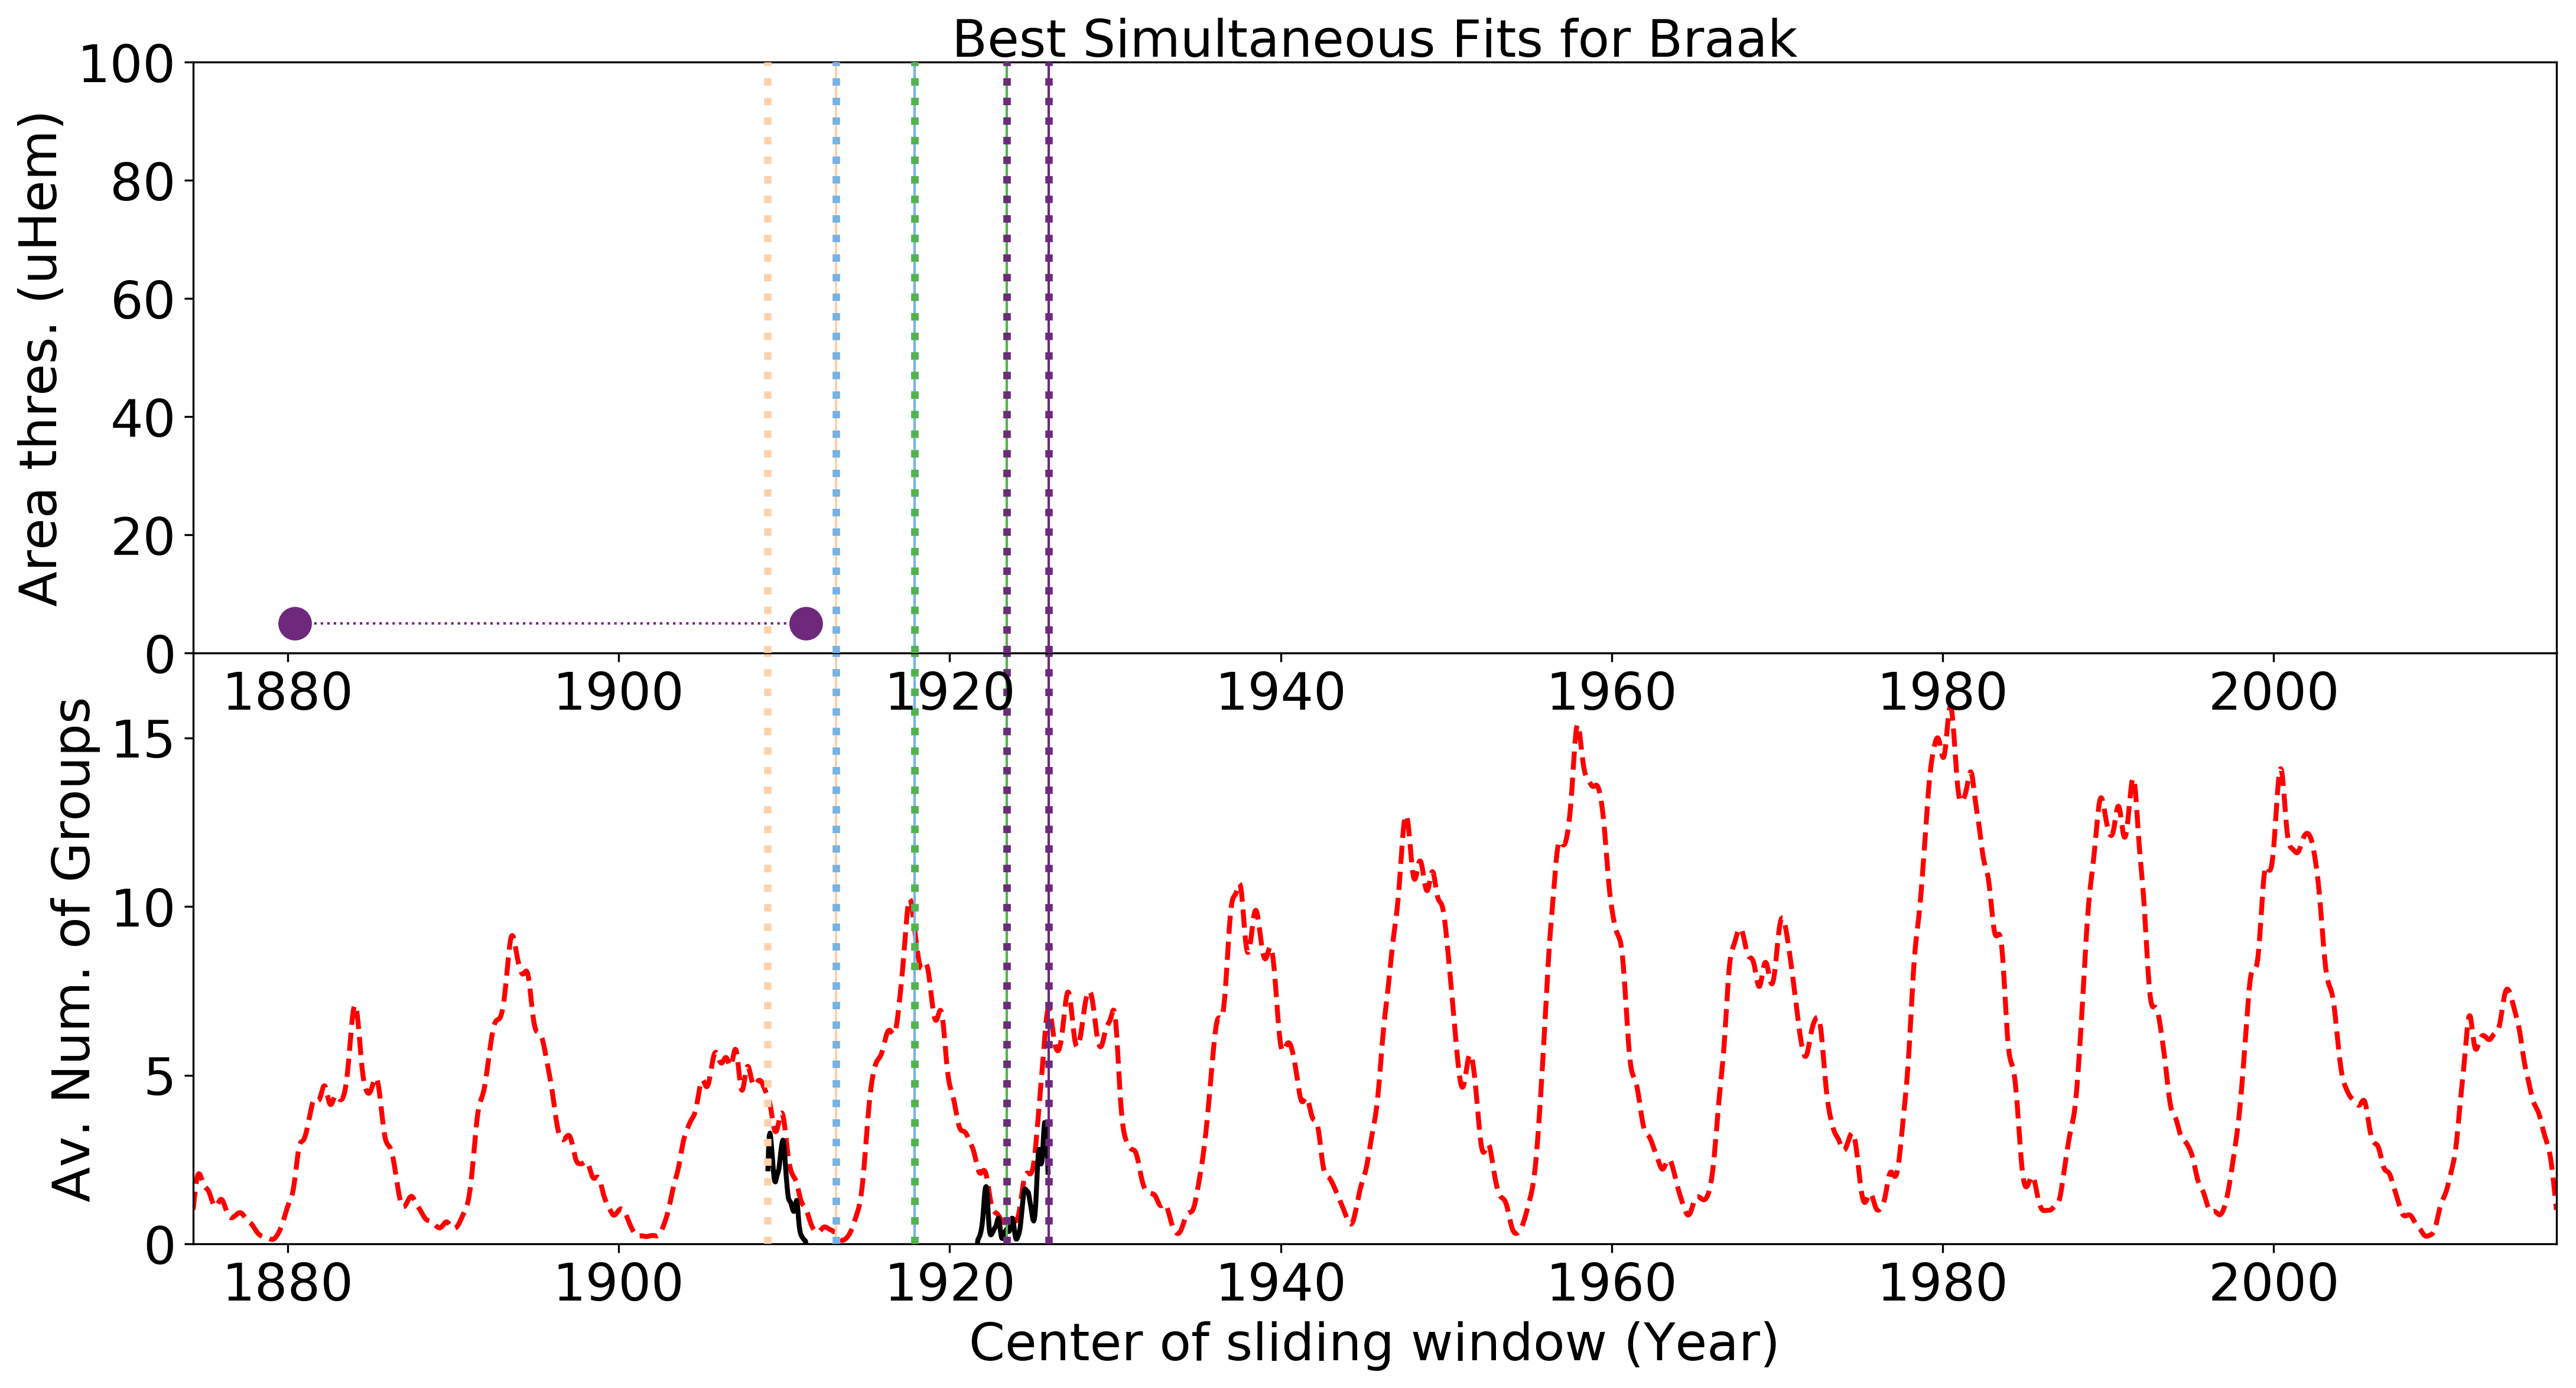 Best Simultaneous Fits for Braak
Area thres. (uHem)
100
80
60
40
20
0
1880 1900 1920 1940 1960 1980 2000
Av. Num. of Groups
15
10
5
0
1880 1900 1920 1940 1960 1980 2000
Center of sliding window (Year)